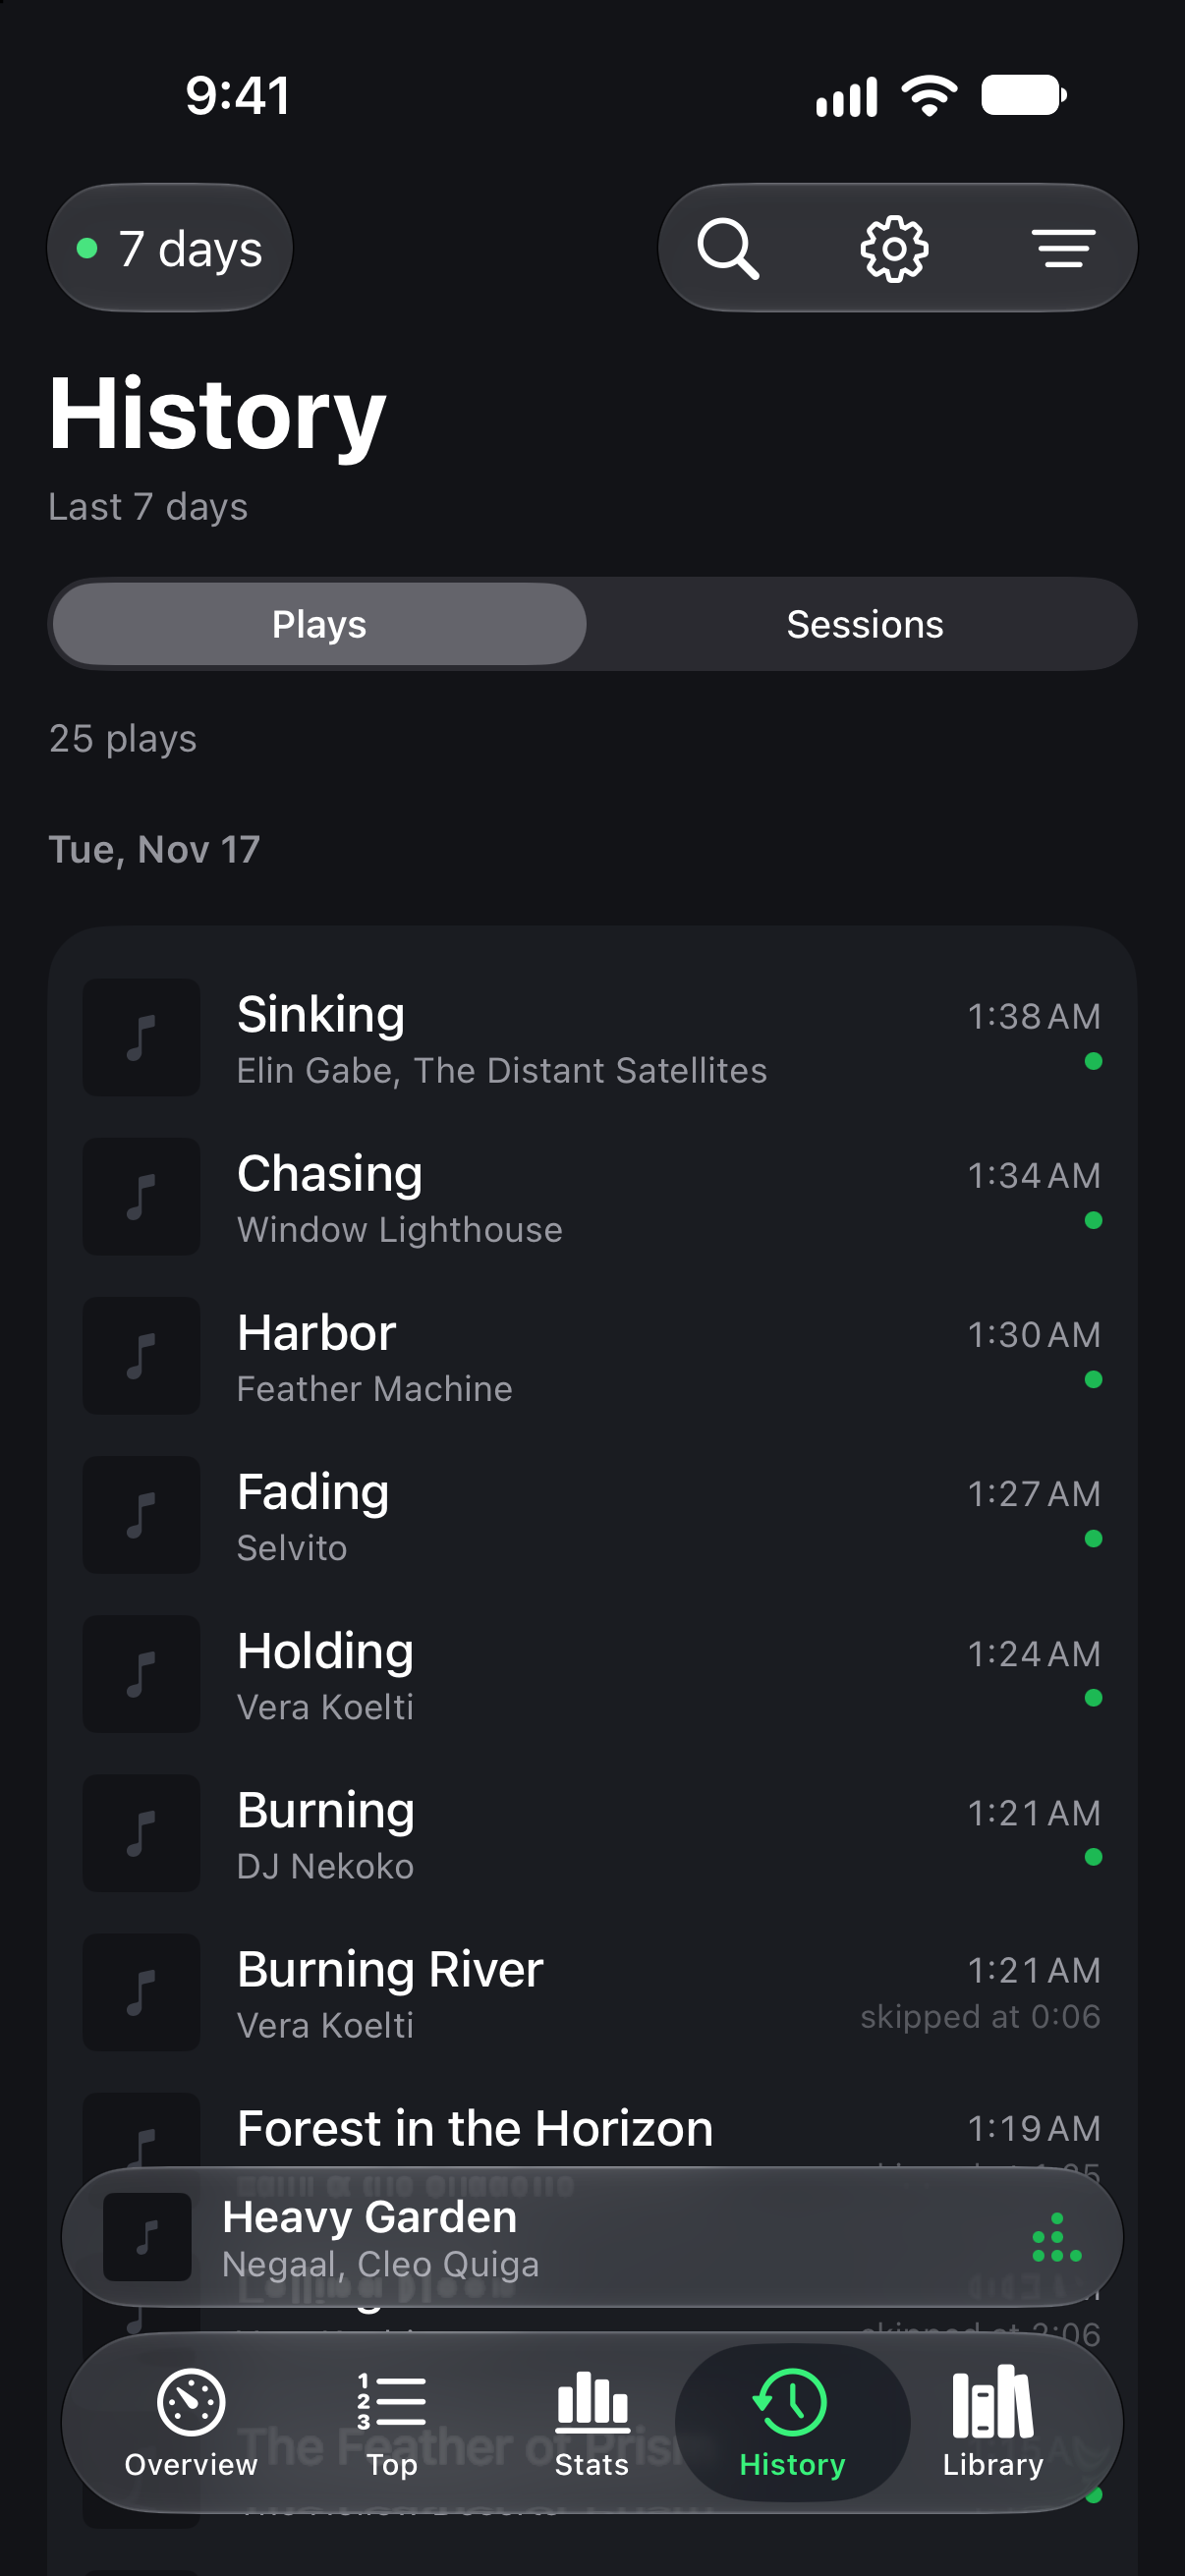 9:41
7 days
History
Last 7 days
Plays
Sessions
25 plays
Tue, Nov 17
Sinking
1:38 AM
Elin Gabe, The Distant Satellites
Chasing
1:34 AM
Window Lighthouse
Harbor
1:30 AM
Feather Machine
Fading
1:27 AM
Selvito
Holding
1:24 AM
Vera Koelti
Burning
1:21 AM
DJ Nekoko
Burning River
1:21 AM
Vera Koelti
skipped at 0:06
Forest in the Horizon
1:19 AM
Heavy Garden
Negaal, Cleo Quiga
skipped at 2:06
The Feather of Prism
Overview
Top
Stats
History
Library